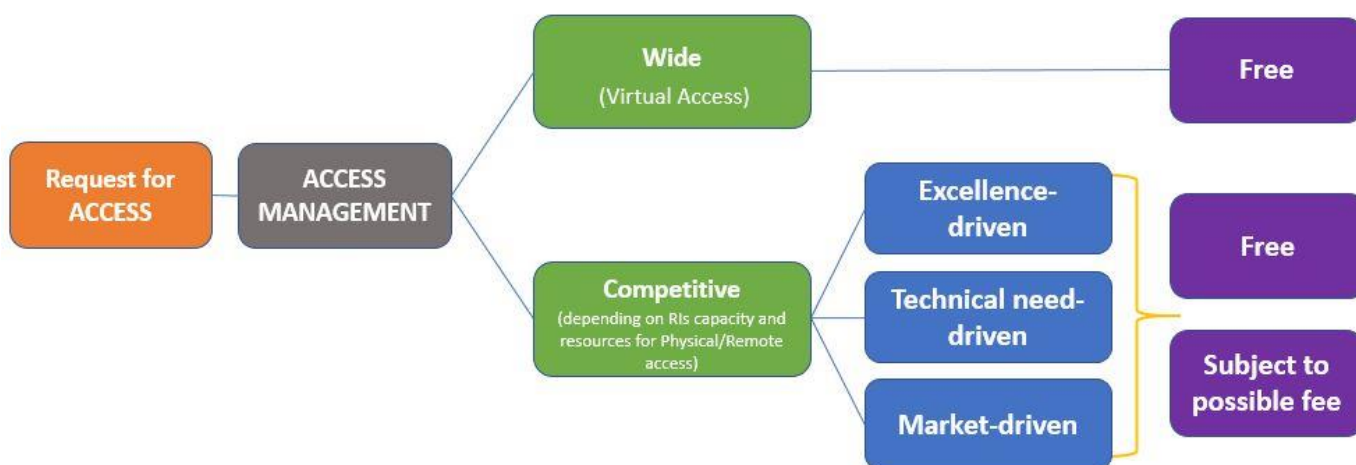 Request for
ACCESS
ACCESS
MANAGEMENT
Wide
(Virtual Access)
Free
Competitive
(depending on RIs capacity and
resources for Physical/Remote
access)
Excellence-
driven
Technical need-
driven
Market-driven
Free
Subject to
possible fee